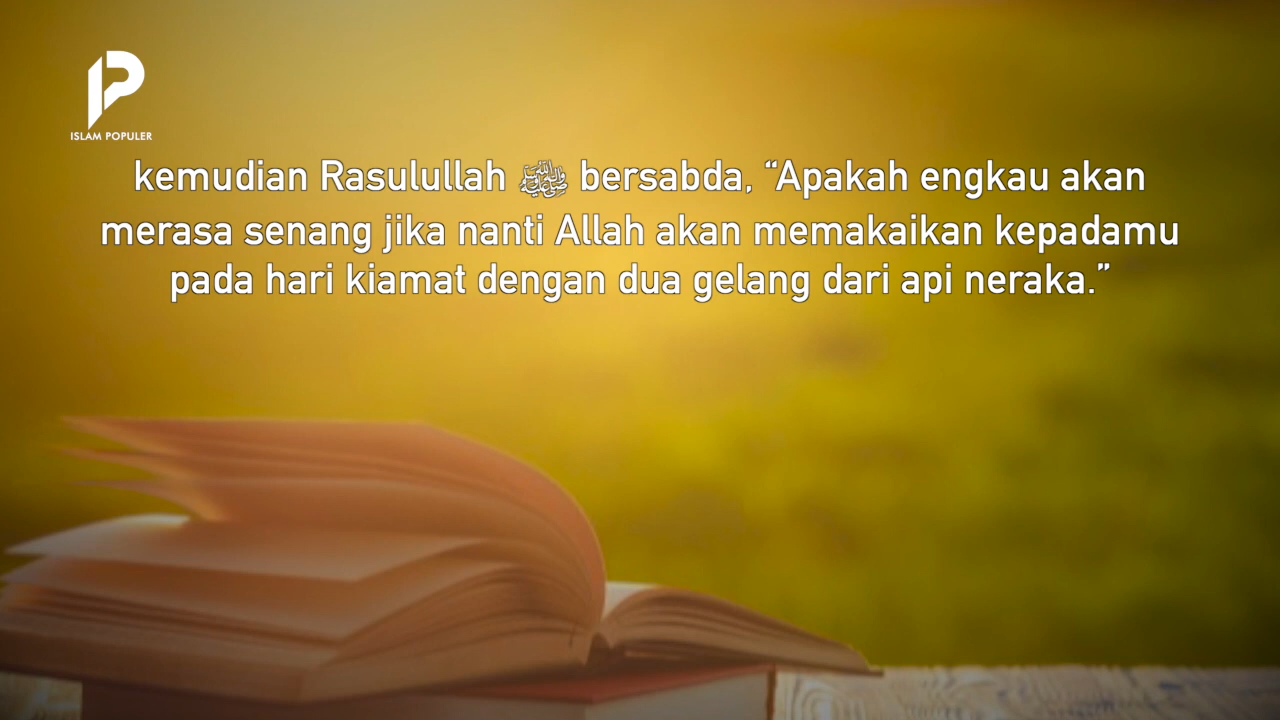 ISLAM POPULER
kemudian Rasulullah ﷺ bersabda, “Apakah engkau akan
merasa senang jika nanti Allah akan memakaikan kepadamu
pada hari kiamat dengan dua gelang dari api neraka.”